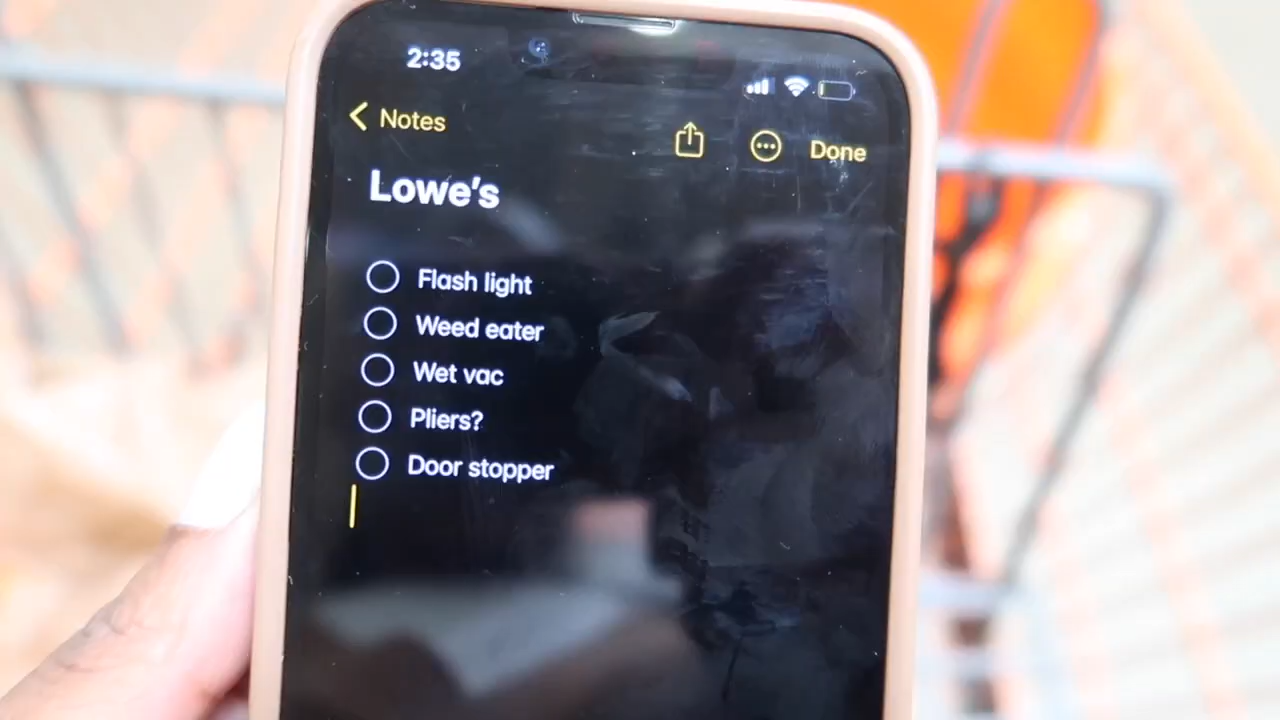 2:35
Notes
Done
Lowe's
Flash light
Weed eater
Wet vac
Pliers?
Door stopper